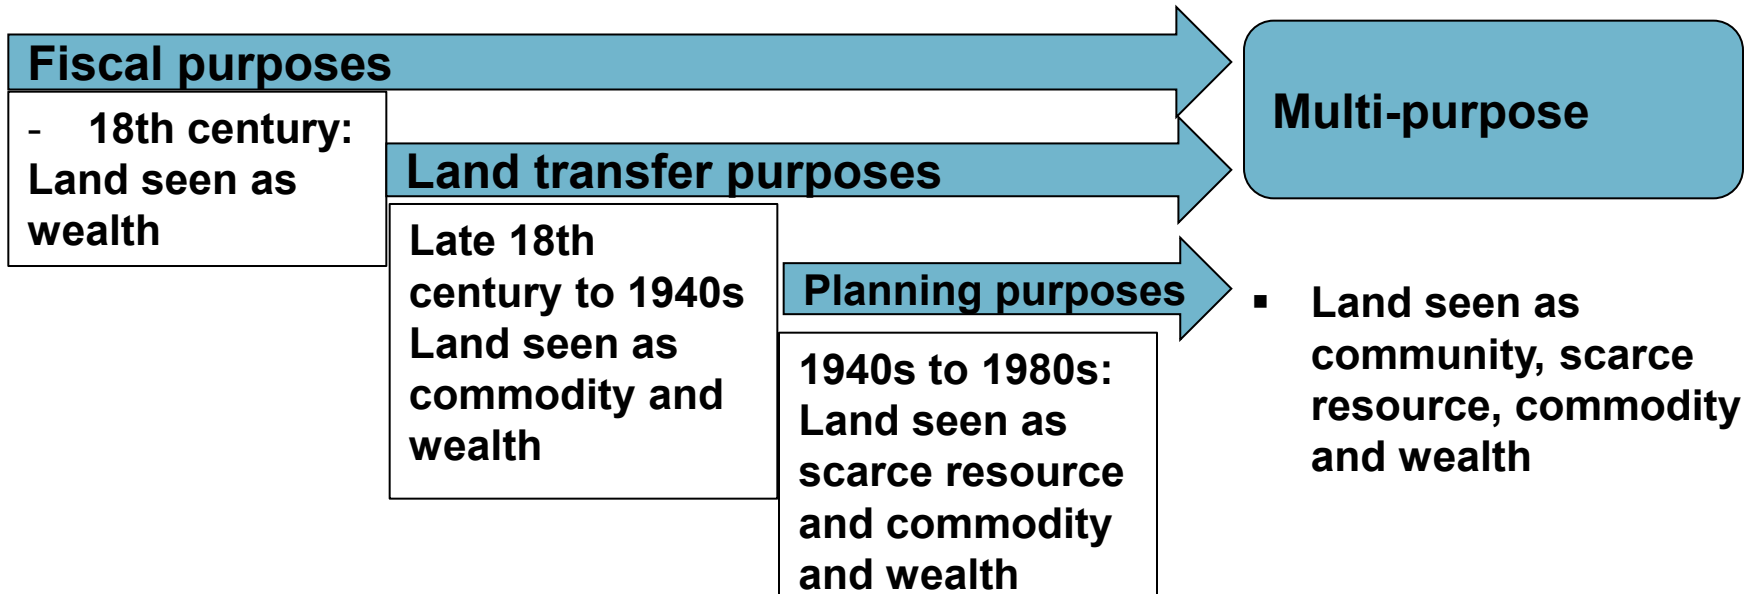 Fiscal purposes
- 18th century:
Land seen as
wealth
Land transfer purposes
Late 18th
century to 1940s
Land seen as
commodity and
wealth
Planning purposes
1940s to 1980s:
Land seen as
scarce resource
and commodity
and wealth
Multi-purpose
▪ Land seen as
community, scarce
resource, commodity
and wealth